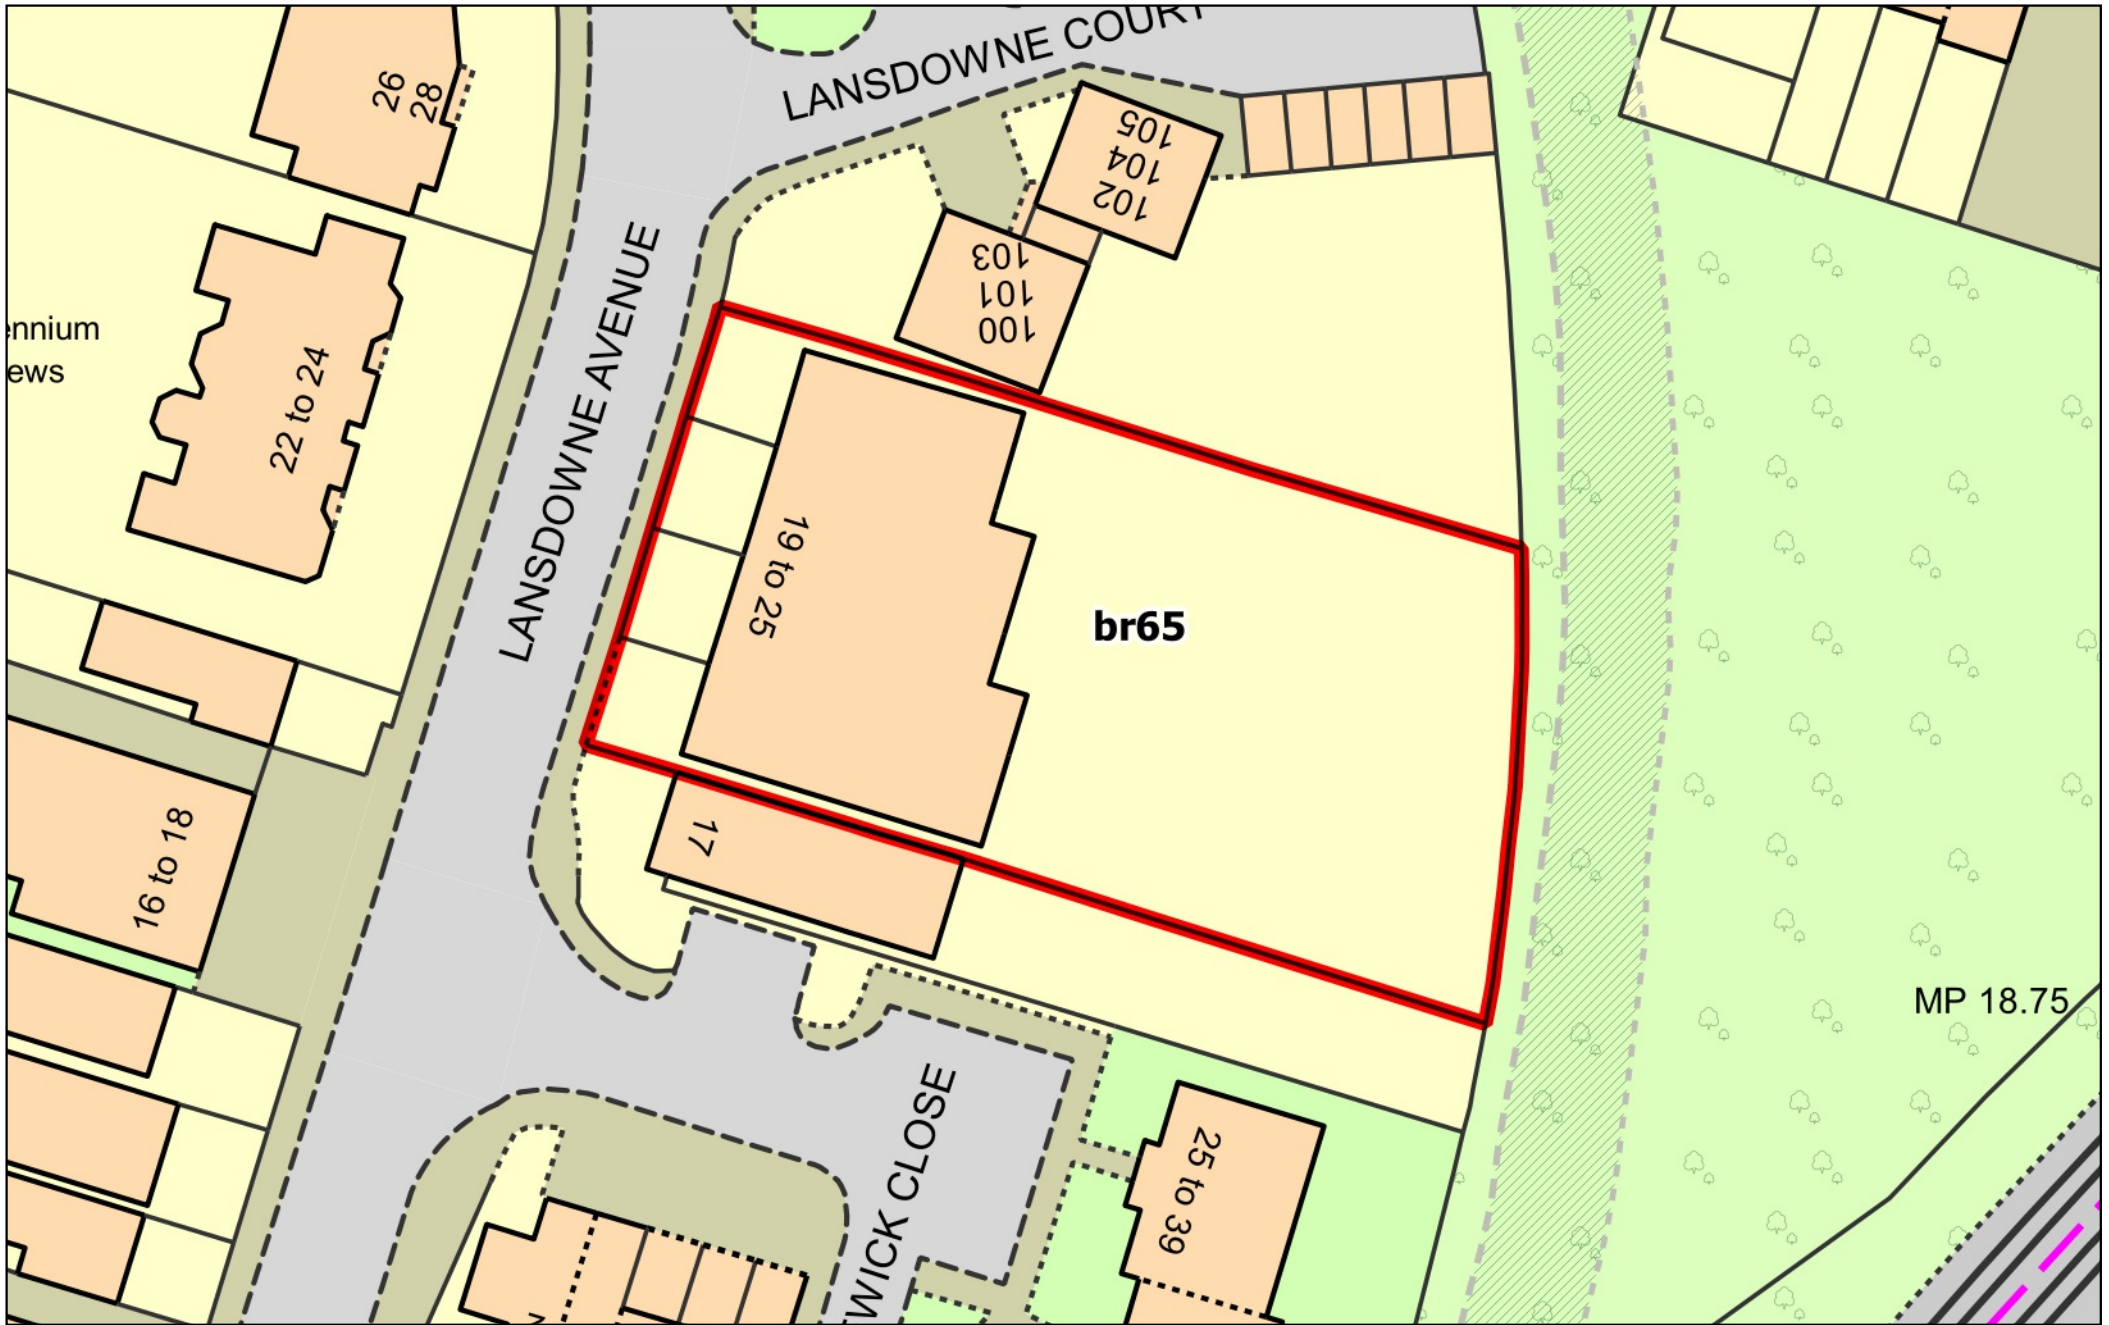 LANSDOWNE COURT
26
28
105
104
102
103
101
100
LANSDOWNE AVENUE
ennium
ews
22 to 24
19 to 25
br65
17
16 to 18
MP 18.75
WICK CLOSE
25 to 39